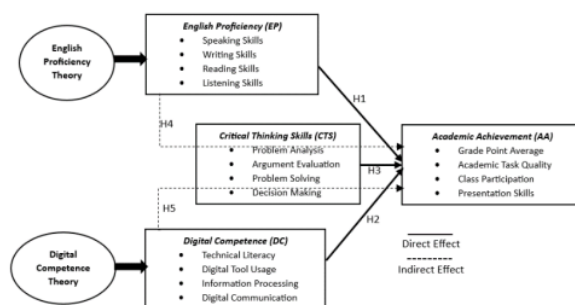 English Proficiency (EP)
• Speaking Skills
• Writing Skills
• Reading Skills
• Listening Skills
English
Proficiency
Theory
H1
H4
Critical Thinking Skills (CTS)
• Problem Analysis
• Argument Evaluation
• Problem Solving
• Decision Making
H3
Academic Achievement (AA)
• Grade Point Average
• Academic Task Quality
• Class Participation
• Presentation Skills
H5
H2
Digital
Competence
Theory
Digital Competence (DC)
• Technical Literacy
• Digital Tool Usage
• Information Processing
• Digital Communication
Direct Effect
Indirect Effect